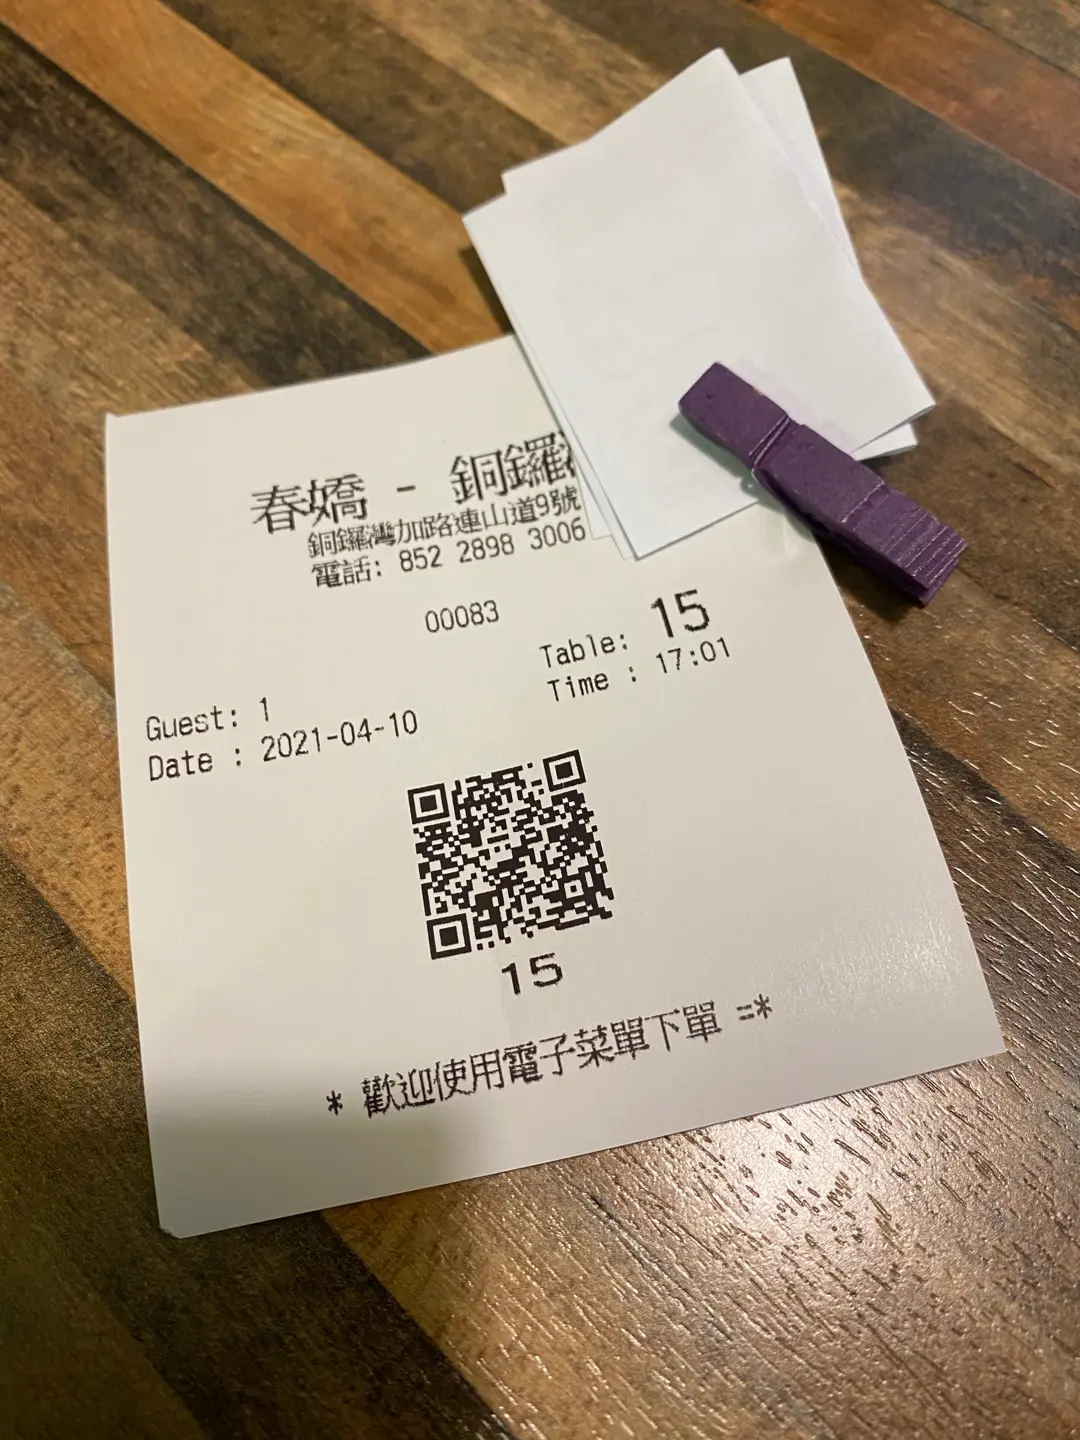 春嬌 - 銅鑼
銅鑼灣加路連山道9號
電話: 852 2898 3006
00083
Table: 15
Time : 17:01
Guest: 1
Date : 2021-04-10
15
* 歡迎使用電子菜單下單 =*